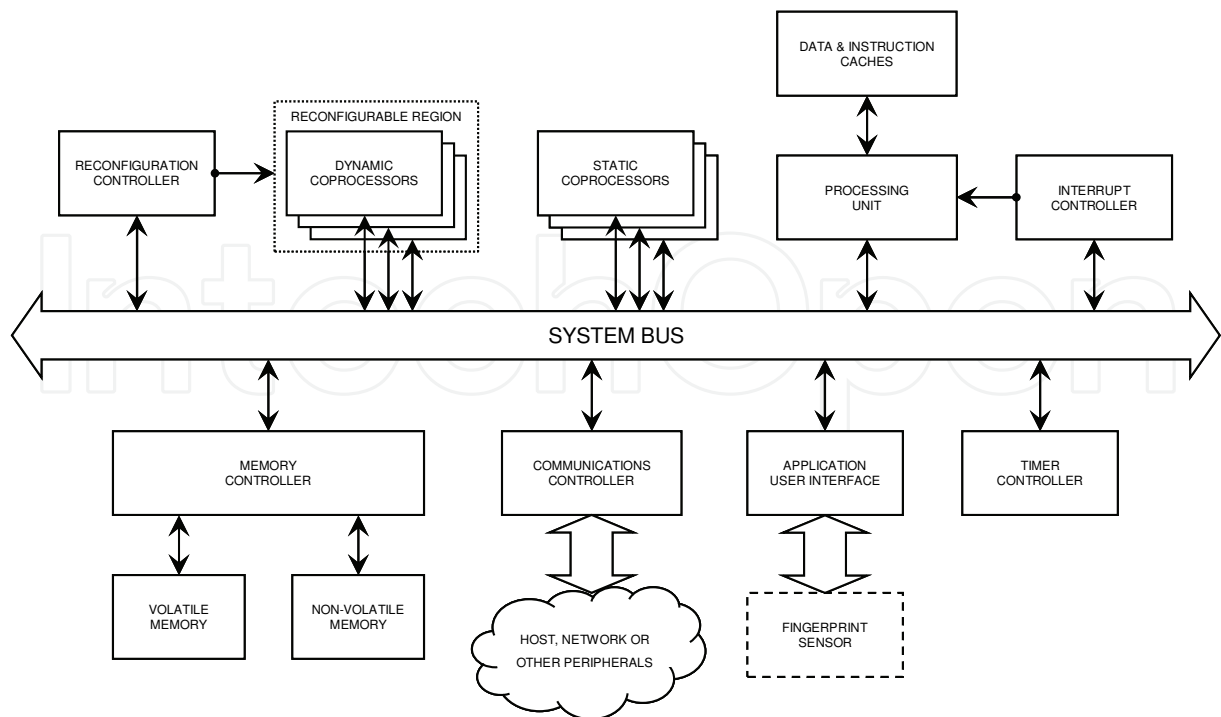 DATA & INSTRUCTION
CACHES
RECONFIGURABLE REGION
RECONFIGURATION
CONTROLLER
DYNAMIC
COPROCESSORS
STATIC
COPROCESSORS
PROCESSING
UNIT
INTERRUPT
CONTROLLER
IntechOpen
SYSTEM BUS
MEMORY
CONTROLLER
COMMUNICATIONS
CONTROLLER
APPLICATION
USER INTERFACE
TIMER
CONTROLLER
VOLATILE
MEMORY
NON-VOLATILE
MEMORY
HOST, NETWORK OR
OTHER PERIPHERALS
FINGERPRINT
SENSOR